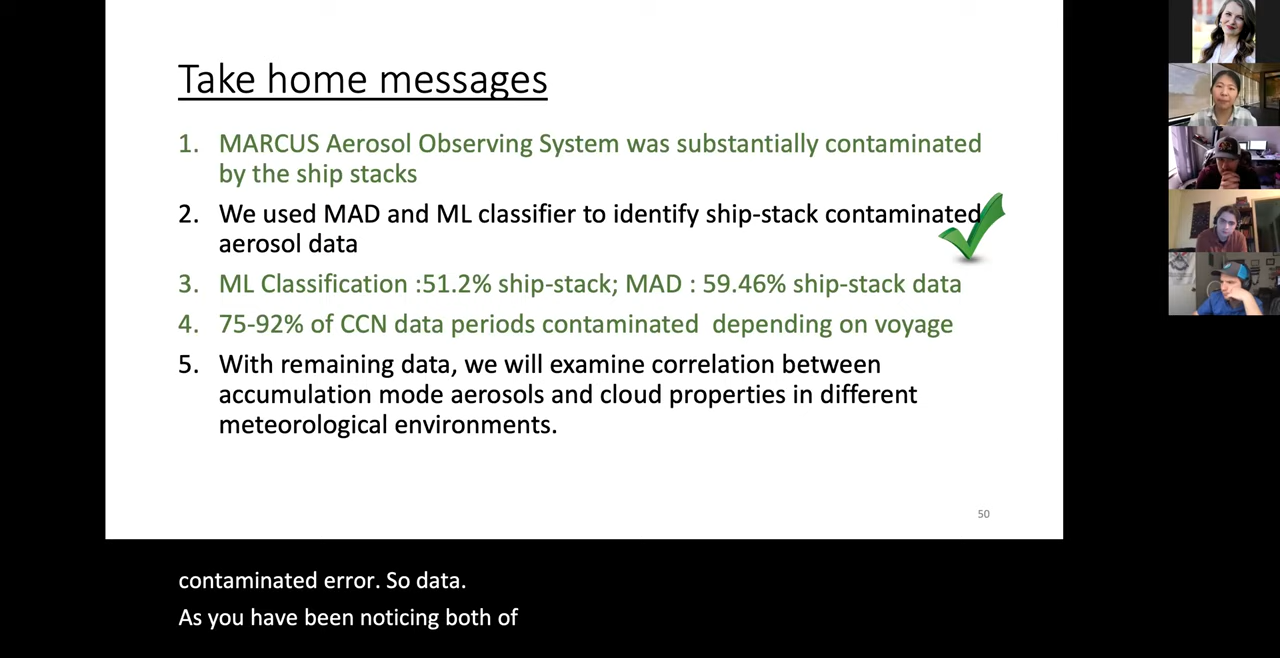 Take home messages
1. MARCUS Aerosol Observing System was substantially contaminated
by the ship stacks
2. We used MAD and ML classifier to identify ship-stack contaminated
aerosol data
3. ML Classification :51.2% ship-stack; MAD : 59.46% ship-stack data
4. 75-92% of CCN data periods contaminated depending on voyage
5. With remaining data, we will examine correlation between
accumulation mode aerosols and cloud properties in different
meteorological environments.
50
contaminated error. So data.
As you have been noticing both of